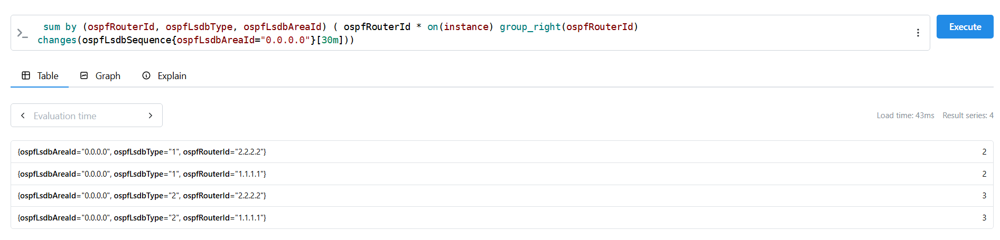 sum by (ospfRouterId, ospfLsdbType, ospfLsdbAreaId) ( ospfRouterId * on(instance) group_right(ospfRouterId)
changes(ospfLsdbSequence{ospfLsdbAreaId="0.0.0.0"}[30m]))
Execute
Table Graph Explain
Evaluation time
Load time: 43ms Result series: 4
{ospfLsdbAreaId="0.0.0.0", ospfLsdbType="1", ospfRouterId="2.2.2.2"} 2
{ospfLsdbAreaId="0.0.0.0", ospfLsdbType="1", ospfRouterId="1.1.1.1"} 2
{ospfLsdbAreaId="0.0.0.0", ospfLsdbType="2", ospfRouterId="2.2.2.2"} 3
{ospfLsdbAreaId="0.0.0.0", ospfLsdbType="2", ospfRouterId="1.1.1.1"} 3